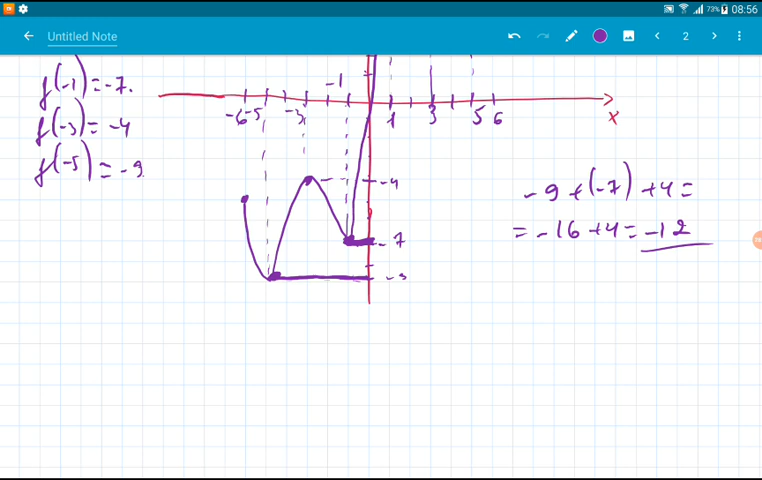 73% 08:56
Untitled Note
2
f(-1) = -7.
f(-3) = -4
f(-5) = -9
-1
-6 -5 -3 1 3 5 6
x
-4
-7
-9
-9 + (-7) + 4 =
= -16 + 4 = -12